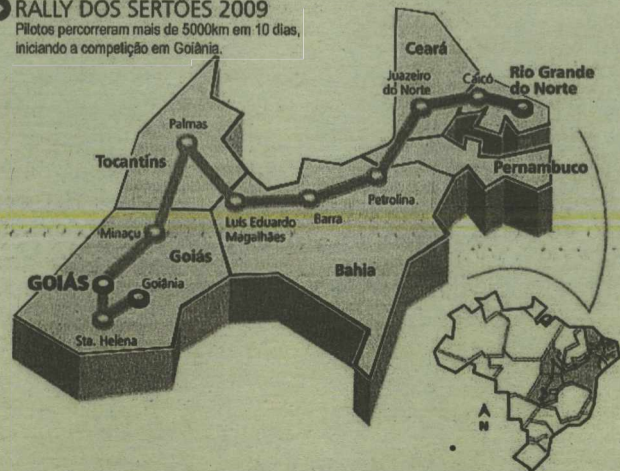 RALLY DOS SERTÕES 2009
Pilotos percorreram mais de 5000km em 10 dias,
iniciando a competição em Goiânia.
Ceará
Juazeiro
do Norte
Caicó
Rio Grande
do Norte
Palmas
Tocantins
Pernambuco
Petrolina
Luís Eduardo
Magalhães
Barra
Minaçu
Goiás
Bahia
GOIÁS
Goiânia
Sta. Helena
N